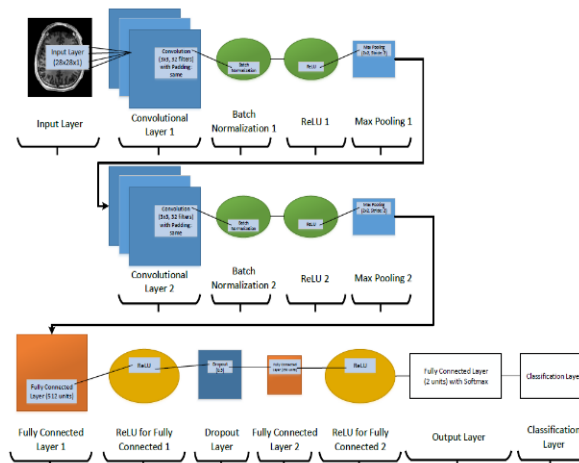 Input Layer
(28x28x1)
Convolution
(3x3, 32 filters)
with Padding:
same
Batch
Normalization
ReLU
Max Pooling
Input Layer
Convolutional
Layer 1
Batch
Normalization 1
ReLU 1
Max Pooling 1
Convolution
(3x3, 32 filters)
with Padding:
same
Batch
Normalization
ReLU
Max Pooling
Convolutional
Layer 2
Batch
Normalization 2
ReLU 2
Max Pooling 2
Fully Connected
Layer (512 units)
ReLU
Dropout
Fully Connected
ReLU
Fully Connected Layer
(2 units) with Softmax
Classification Laye
Fully Connected
Layer 1
ReLU for Fully
Connected 1
Dropout
Layer
Fully Connected
Layer 2
ReLU for Fully
Connected 2
Output Layer
Classification
Layer